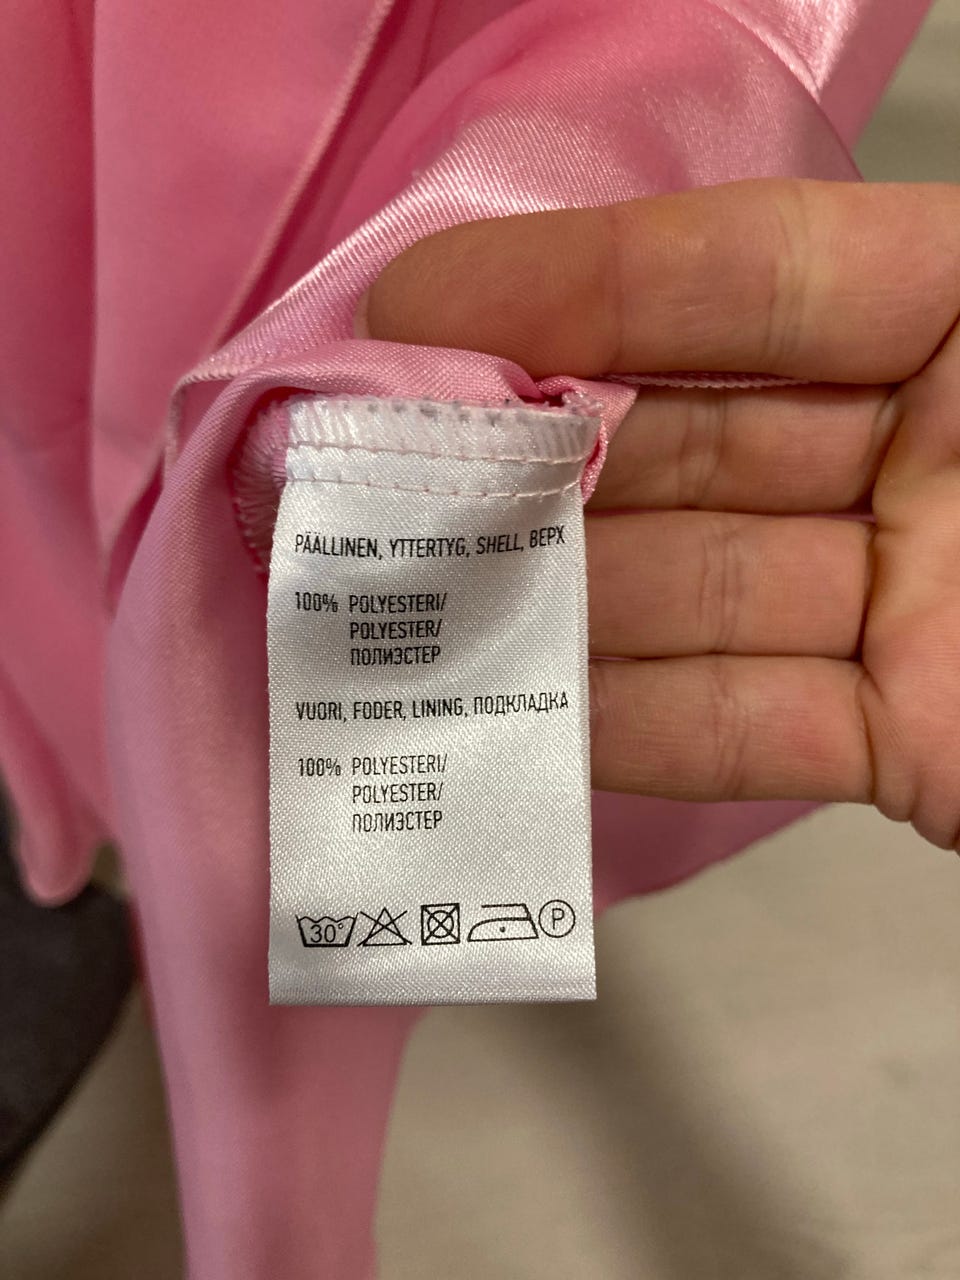 PÄÄLLINEN, YTTERTYG, SHELL, ВЕРХ
100% POLYESTERI/
POLYESTER/
ПОЛИЭСТЕР
VUORI, FODER, LINING, ПОДКЛАДКА
100% POLYESTERI/
POLYESTER/
ПОЛИЭСТЕР
30° P